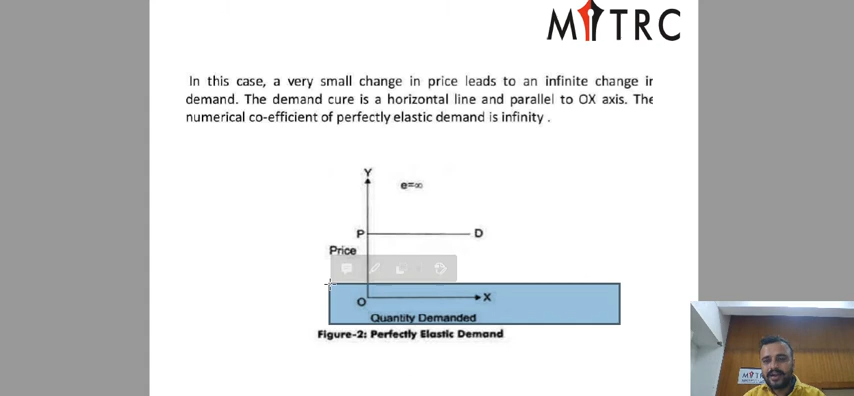 MITRC
In this case, a very small change in price leads to an infinite change in
demand. The demand cure is a horizontal line and parallel to OX axis. The
numerical co-efficient of perfectly elastic demand is infinity .
Y
e=∞
P
D
Price
O
X
Quantity Demanded
Figure-2: Perfectly Elastic Demand